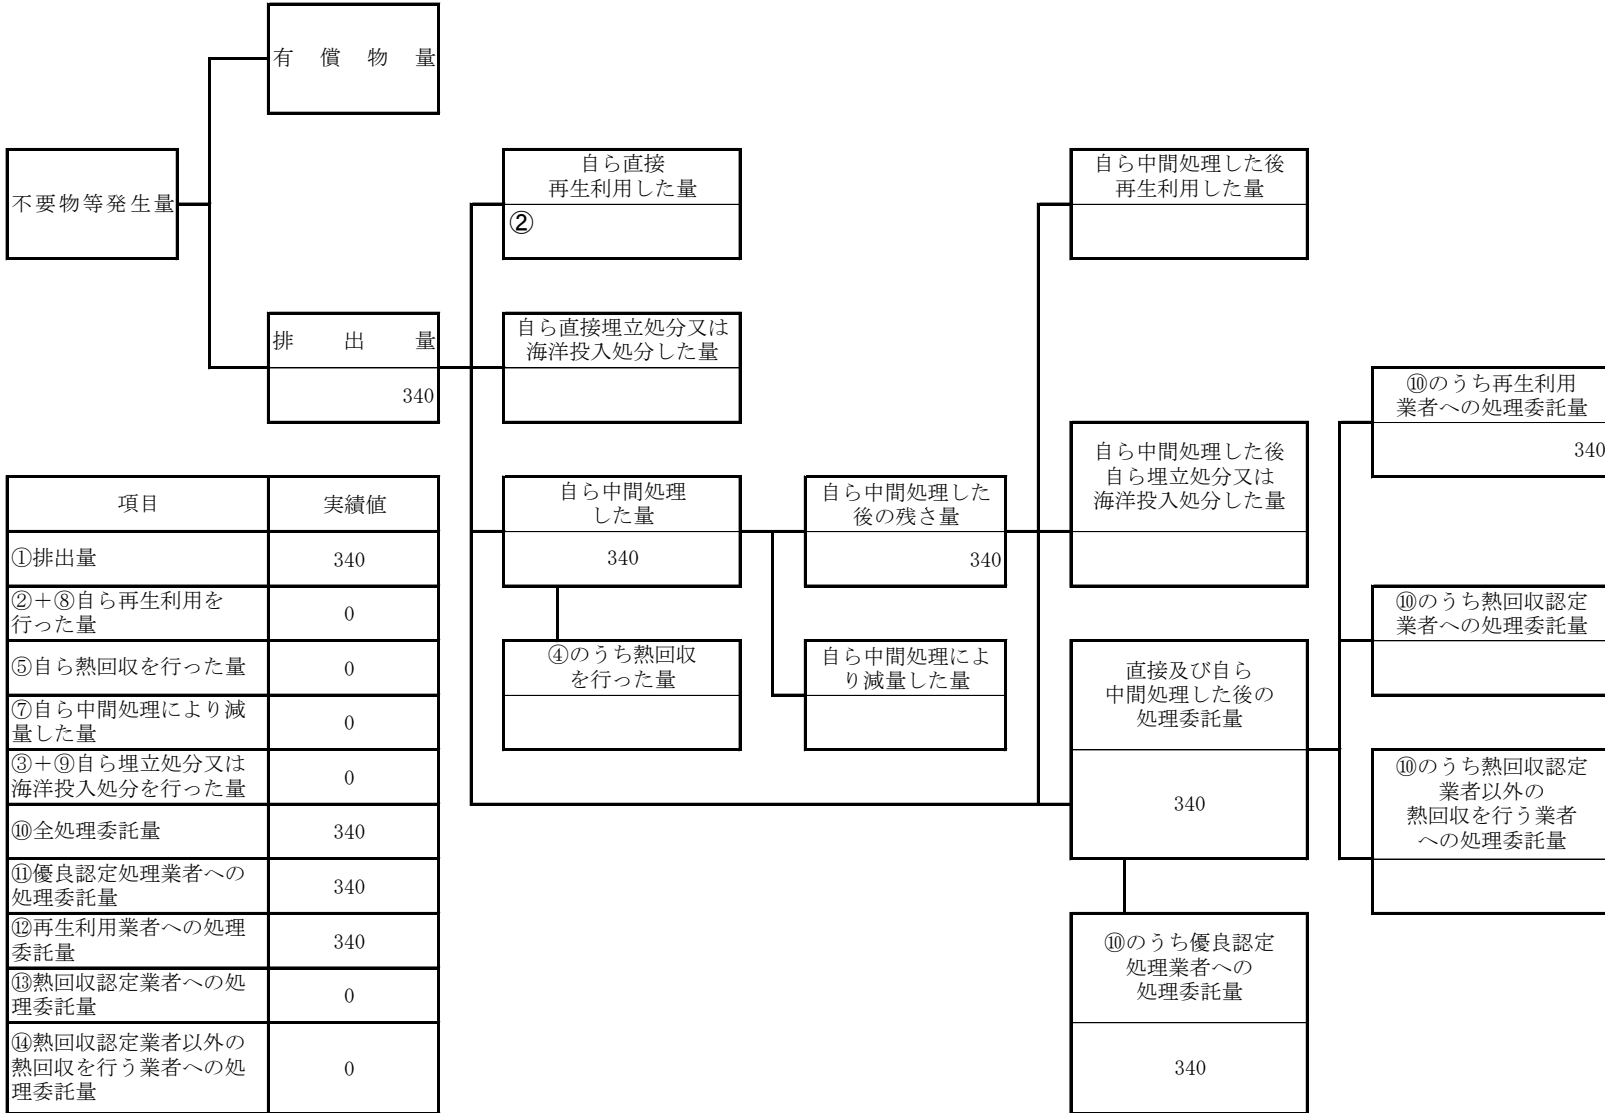 有償物量
不要物等発生量
排出量
340
自ら直接
再生利用した量
②
自ら直接埋立処分又は
海洋投入処分した量
自ら中間処理
した量
340
④のうち熱回収
を行った量
自ら中間処理した
後の残さ量
340
自ら中間処理によ
り減量した量
自ら中間処理した後
再生利用した量
自ら中間処理した後
自ら埋立処分又は
海洋投入処分した量
直接及び自ら
中間処理した後の
処理委託量
340
⑩のうち優良認定
処理業者への
処理委託量
340
⑩のうち再生利用
業者への処理委託量
340
⑩のうち熱回収認定
業者への処理委託量
⑩のうち熱回収認定
業者以外の
熱回収を行う業者
への処理委託量
項目 実績値
①排出量 340
②＋⑧自ら再生利用を
行った量 0
⑤自ら熱回収を行った量 0
⑦自ら中間処理により減
量した量 0
③＋⑨自ら埋立処分又は
海洋投入処分を行った量 0
⑩全処理委託量 340
⑪優良認定処理業者への
処理委託量 340
⑫再生利用業者への処理
委託量 340
⑬熱回収認定業者への処
理委託量 0
⑭熱回収認定業者以外の
熱回収を行う業者への処
理委託量 0